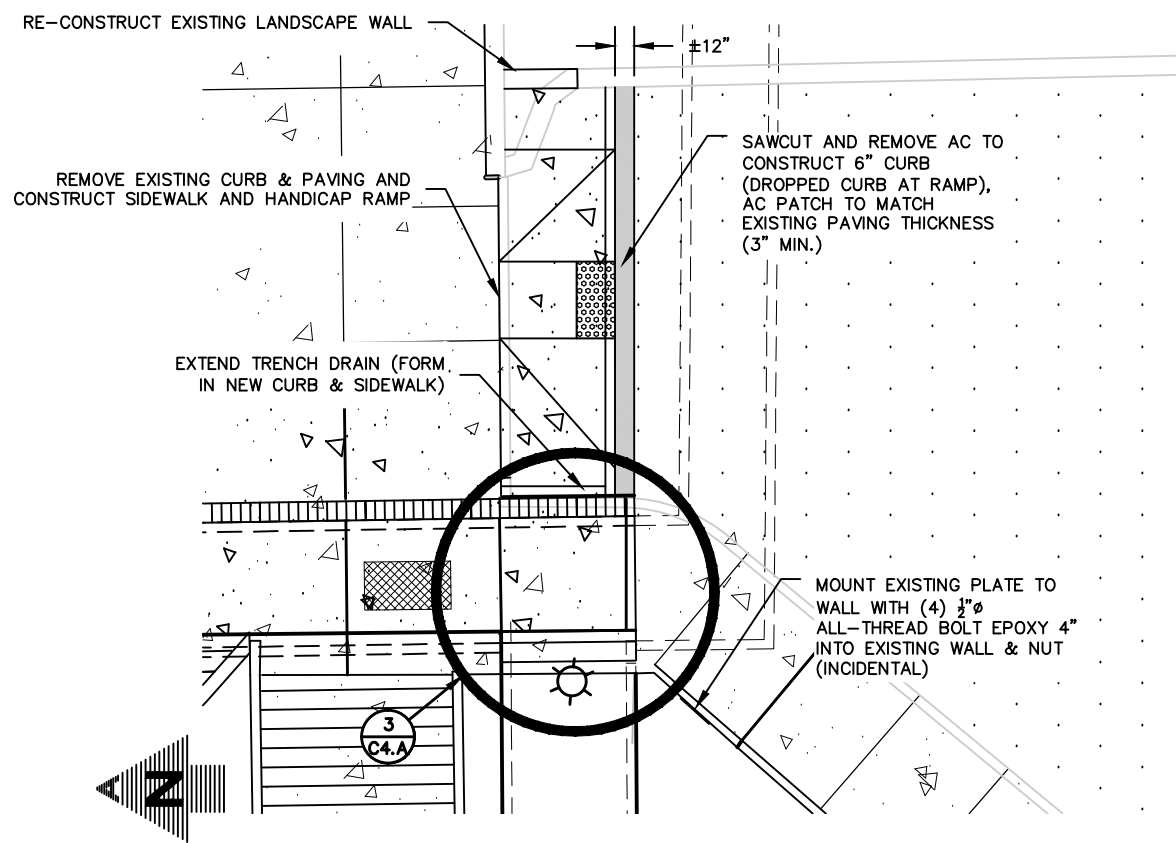 RE-CONSTRUCT EXISTING LANDSCAPE WALL
±12"
SAWCUT AND REMOVE AC TO
CONSTRUCT 6" CURB
(DROPPED CURB AT RAMP),
AC PATCH TO MATCH
EXISTING PAVING THICKNESS
(3" MIN.)
REMOVE EXISTING CURB & PAVING AND
CONSTRUCT SIDEWALK AND HANDICAP RAMP
EXTEND TRENCH DRAIN (FORM
IN NEW CURB & SIDEWALK)
MOUNT EXISTING PLATE TO
WALL WITH (4) ½"ø
ALL-THREAD BOLT EPOXY 4"
INTO EXISTING WALL & NUT
(INCIDENTAL)
3
C4.A
N